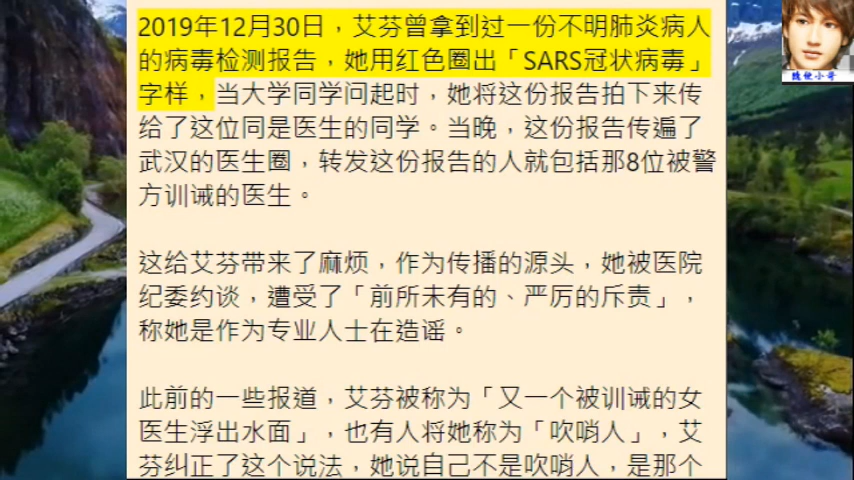 2019年12月30日，艾芬曾拿到过一份不明肺炎病人
的病毒检测报告，她用红色圈出「SARS冠状病毒」
字样，当大学同学问起时，她将这份报告拍下来传
给了这位同是医生的同学。当晚，这份报告传遍了
武汉的医生圈，转发这份报告的人就包括那8位被警
方训诫的医生。
这给艾芬带来了麻烦，作为传播的源头，她被医院
纪委约谈，遭受了「前所未有的、严厉的斥责」，
称她是作为专业人士在造谣。
此前的一些报道，艾芬被称为「又一个被训诫的女
医生浮出水面」，也有人将她称为「吹哨人」，艾
芬纠正了这个说法，她说自己不是吹哨人，是那个